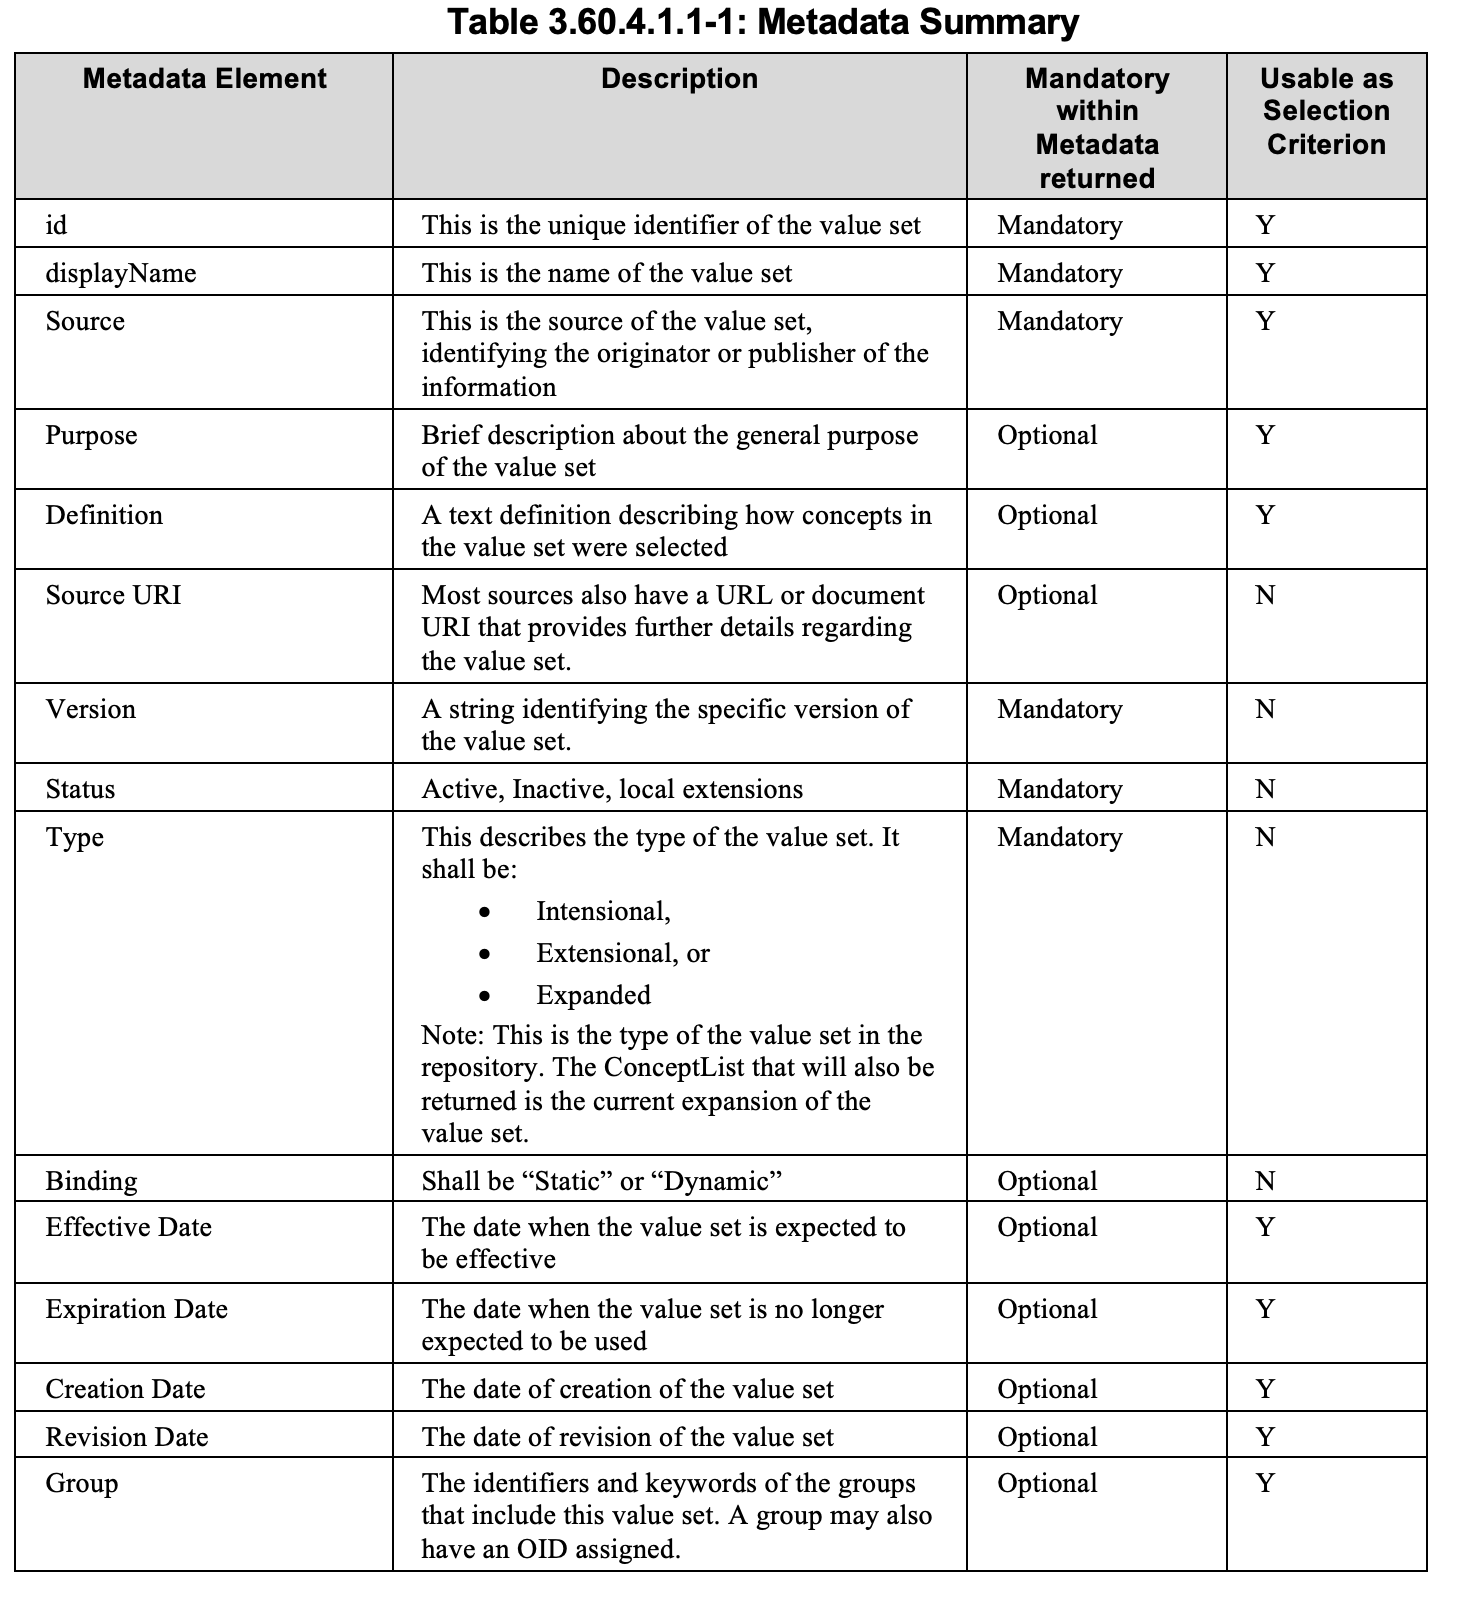 Table 3.60.4.1.1-1: Metadata Summary
Metadata Element
Description
Mandatory
within
Metadata
returned
Usable as
Selection
Criterion
id
This is the unique identifier of the value set
Mandatory
Y
displayName
This is the name of the value set
Mandatory
Y
Source
This is the source of the value set,
identifying the originator or publisher of the
information
Mandatory
Y
Purpose
Brief description about the general purpose
of the value set
Optional
Y
Definition
A text definition describing how concepts in
the value set were selected
Optional
Y
Source URI
Most sources also have a URL or document
URI that provides further details regarding
the value set.
Optional
N
Version
A string identifying the specific version of
the value set.
Mandatory
N
Status
Active, Inactive, local extensions
Mandatory
N
Type
This describes the type of the value set. It
shall be:
• Intensional,
• Extensional, or
• Expanded
Note: This is the type of the value set in the
repository. The ConceptList that will also be
returned is the current expansion of the
value set.
Mandatory
N
Binding
Shall be “Static” or “Dynamic”
Optional
N
Effective Date
The date when the value set is expected to
be effective
Optional
Y
Expiration Date
The date when the value set is no longer
expected to be used
Optional
Y
Creation Date
The date of creation of the value set
Optional
Y
Revision Date
The date of revision of the value set
Optional
Y
Group
The identifiers and keywords of the groups
that include this value set. A group may also
have an OID assigned.
Optional
Y